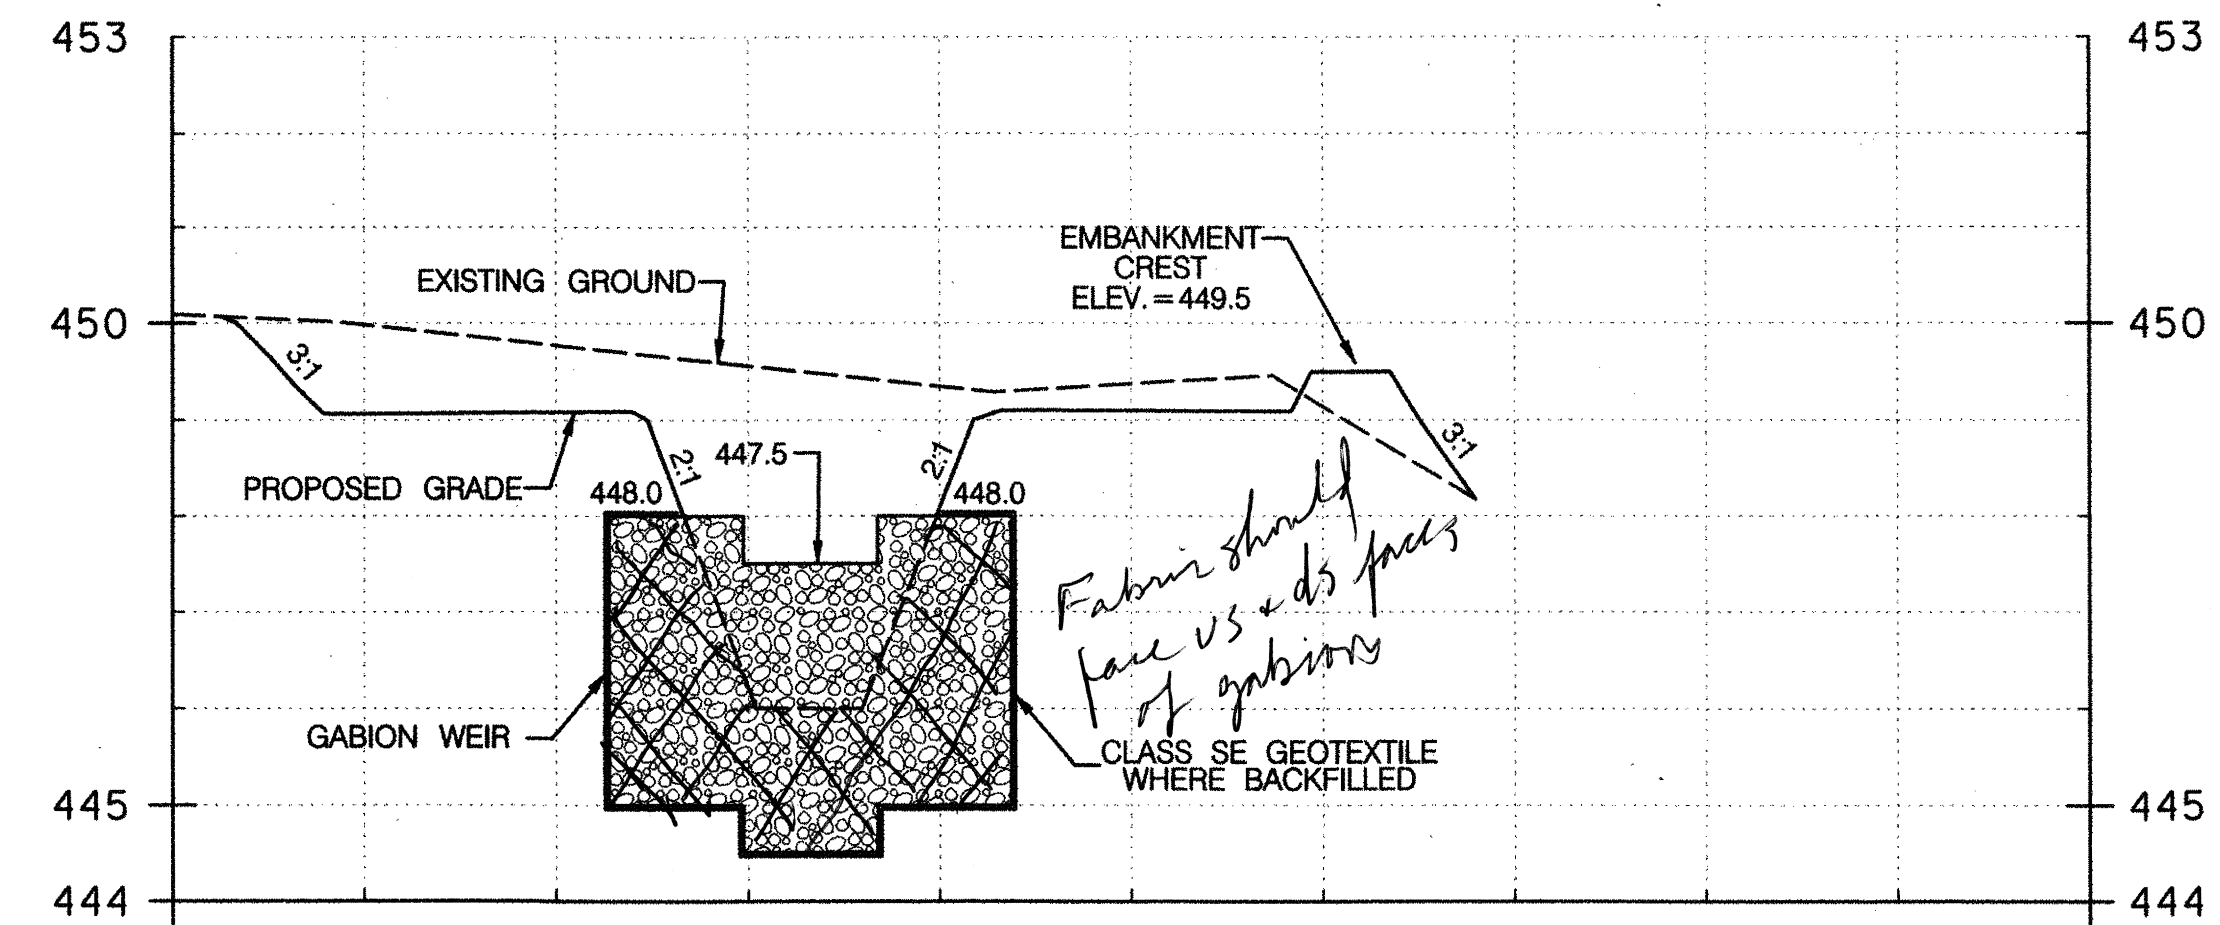 453
453
EMBANKMENT
CREST
ELEV. = 449.5
EXISTING GROUND
450
450
3:1
3:1
2:1
447.5
2:1
PROPOSED GRADE
448.0
448.0
Fabric should
face US & DS faces
of gabions
GABION WEIR
CLASS SE GEOTEXTILE
WHERE BACKFILLED
445
445
444
444